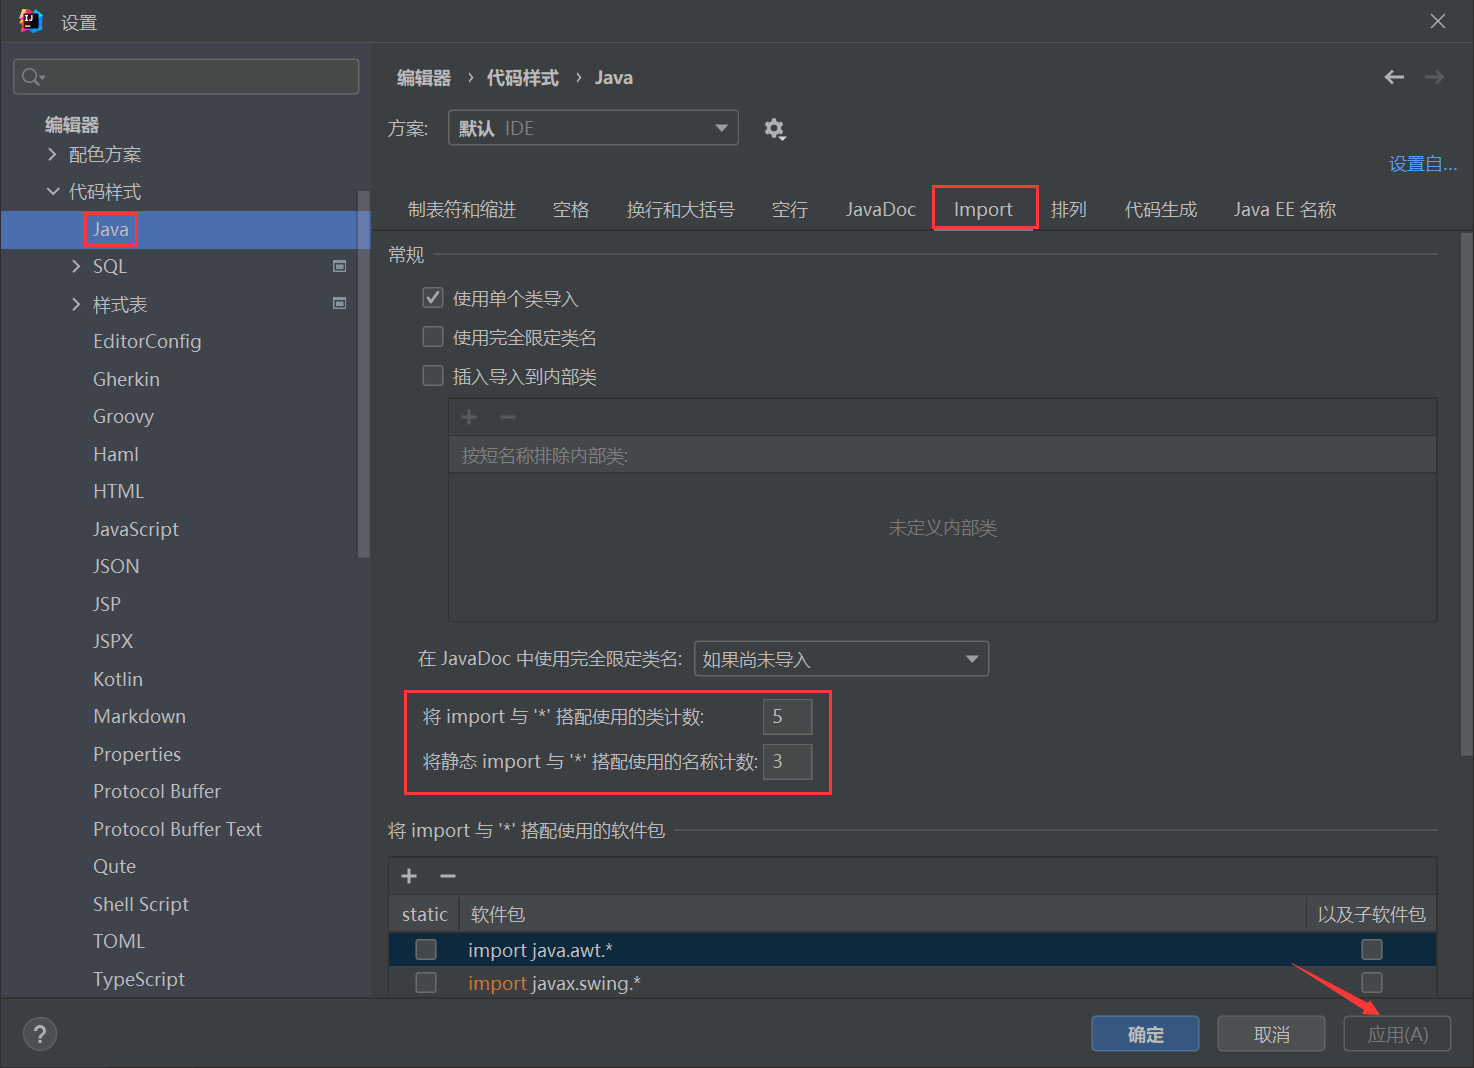 设置
编辑器
配色方案
代码样式
Java
SQL
样式表
EditorConfig
Gherkin
Groovy
Haml
HTML
JavaScript
JSON
JSP
JSPX
Kotlin
Markdown
Properties
Protocol Buffer
Protocol Buffer Text
Qute
Shell Script
TOML
TypeScript
编辑器 › 代码样式 › Java
方案: 默认 IDE
设置自...
制表符和缩进 空格 换行和大括号 空行 JavaDoc Import 排列 代码生成 Java EE 名称
常规
使用单个类导入
使用完全限定类名
插入导入到内部类
按短名称排除内部类:
未定义内部类
在 JavaDoc 中使用完全限定类名: 如果尚未导入
将 import 与 '*' 搭配使用的类计数: 5
将静态 import 与 '*' 搭配使用的名称计数: 3
将 import 与 '*' 搭配使用的软件包
static 软件包 以及子软件包
import java.awt.*
import javax.swing.*
? 确定 取消 应用(A)